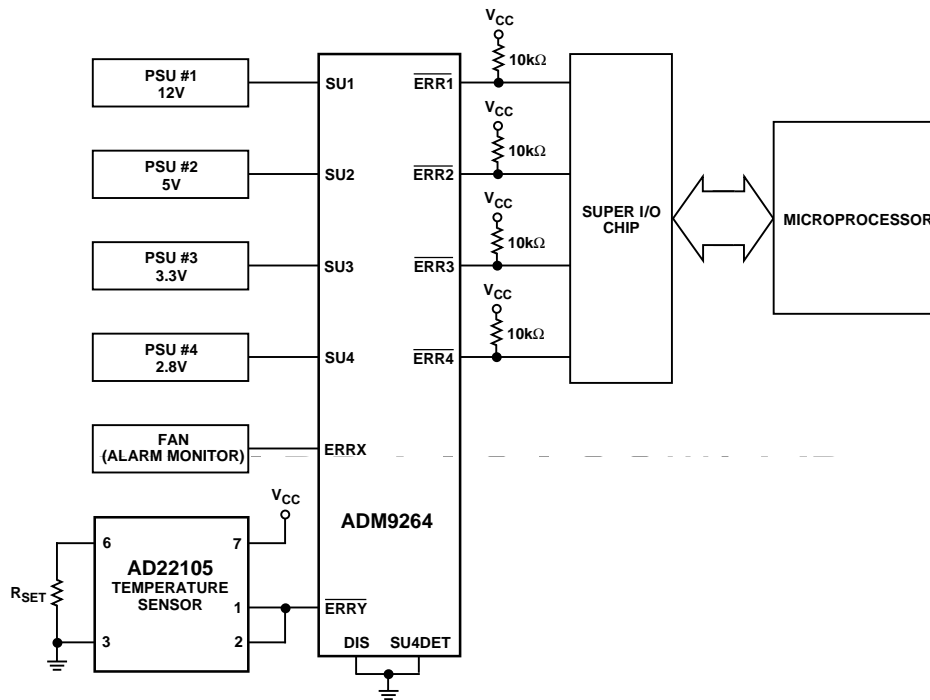 PSU #1
12V
PSU #2
5V
PSU #3
3.3V
PSU #4
2.8V
FAN
(ALARM MONITOR)
VCC
6
7
AD22105
TEMPERATURE
SENSOR
1
3
2
RSET
SU1
SU2
SU3
SU4
ERRX
ADM9264
ERRY
DIS
SU4DET
ERR1
ERR2
ERR3
ERR4
VCC
10kΩ
VCC
10kΩ
VCC
10kΩ
VCC
10kΩ
SUPER I/O
CHIP
MICROPROCESSOR